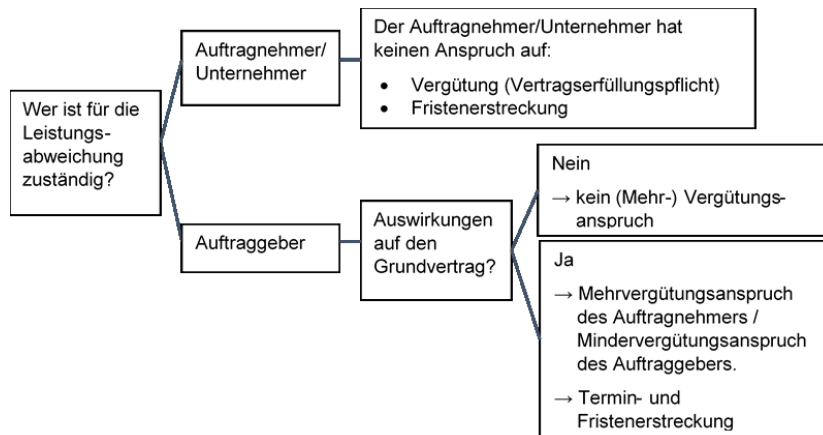 Wer ist für die
Leistungs-
abweichung
zuständig?
Auftragnehmer/
Unternehmer
Der Auftragnehmer/Unternehmer hat
keinen Anspruch auf:
• Vergütung (Vertragserfüllungspflicht)
• Fristenerstreckung
Auftraggeber
Auswirkungen
auf den
Grundvertrag?
Nein
→ kein (Mehr-) Vergütungs-
anspruch
Ja
→ Mehrvergütungsanspruch
des Auftragnehmers /
Mindervergütungsanspruch
des Auftraggebers.
→ Termin- und
Fristenerstreckung